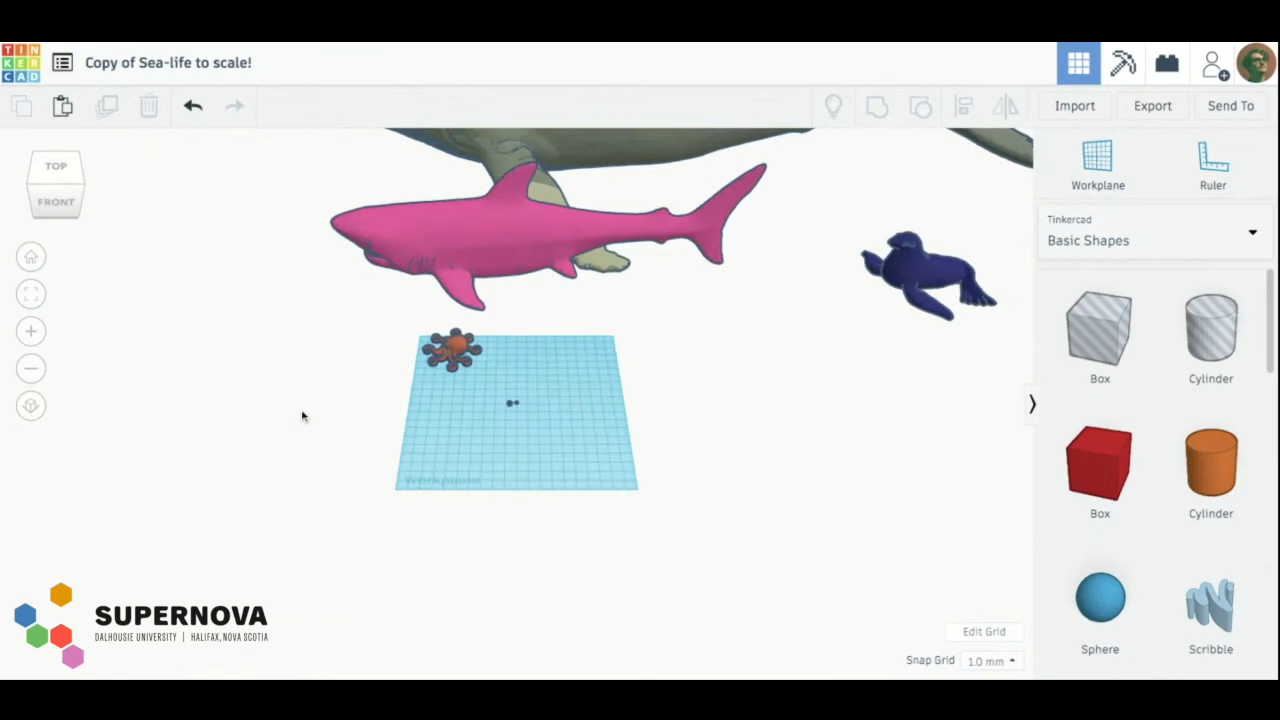 TIN
KER
CAD
Copy of Sea-life to scale!
Import
Export
Send To
TOP
FRONT
Workplane
Ruler
Tinkercad
Basic Shapes
Box
Cylinder
Box
Cylinder
Workplane
Sphere
Scribble
Edit Grid
Snap Grid
1.0 mm
SUPERNOVA
DALHOUSIE UNIVERSITY | HALIFAX, NOVA SCOTIA